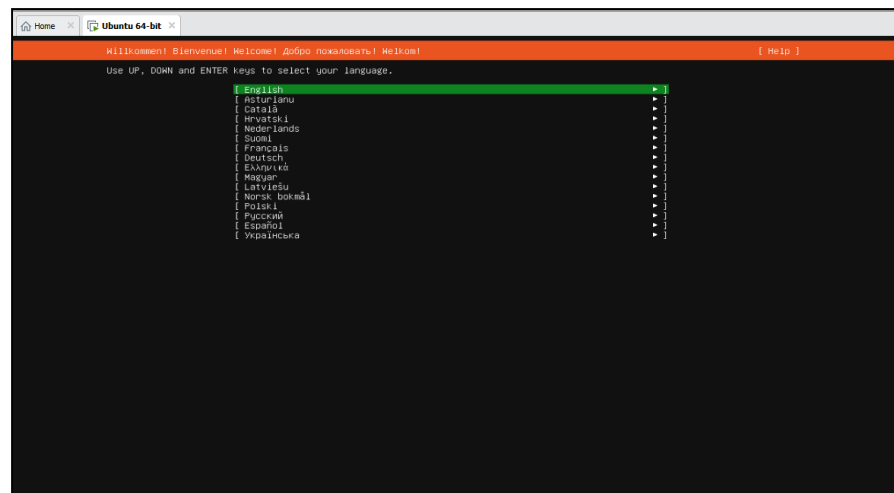 Home × Ubuntu 64-bit ×
Willkommen! Bienvenue! Welcome! Добро пожаловать! Welkom! [ Help ]
Use UP, DOWN and ENTER keys to select your language.
[ English ► ]
[ Asturianu ► ]
[ Català ► ]
[ Hrvatski ► ]
[ Nederlands ► ]
[ Suomi ► ]
[ Français ► ]
[ Deutsch ► ]
[ Ελληνικά ► ]
[ Magyar ► ]
[ Latviešu ► ]
[ Norsk bokmål ► ]
[ Polski ► ]
[ Русский ► ]
[ Español ► ]
[ Українська ► ]